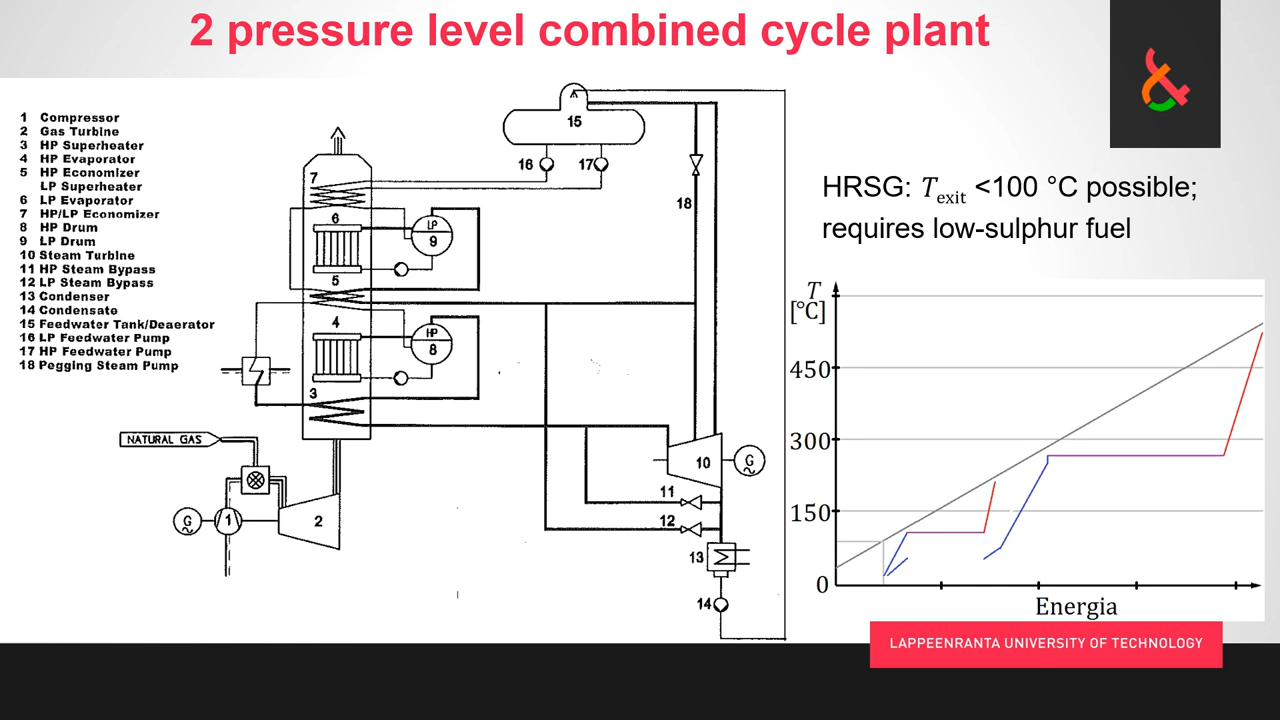 2 pressure level combined cycle plant
1 Compressor
2 Gas Turbine
3 HP Superheater
4 HP Evaporator
5 HP Economizer
LP Superheater
6 LP Evaporator
7 HP/LP Economizer
8 HP Drum
9 LP Drum
10 Steam Turbine
11 HP Steam Bypass
12 LP Steam Bypass
13 Condenser
14 Condensato
15 Feedwater Tank/Deaerator
16 LP Feedwater Pump
17 HP Feedwater Pump
18 Pegging Steam Pump
15
16
17
7
18
6
LP
9
5
4
HP
8
3
NATURAL GAS
10
G
11
G
1
2
12
13
14
HRSG: Texit <100 °C possible;
requires low-sulphur fuel
T
[°C]
450
300
150
0
Energia
LAPPEENRANTA UNIVERSITY OF TECHNOLOGY